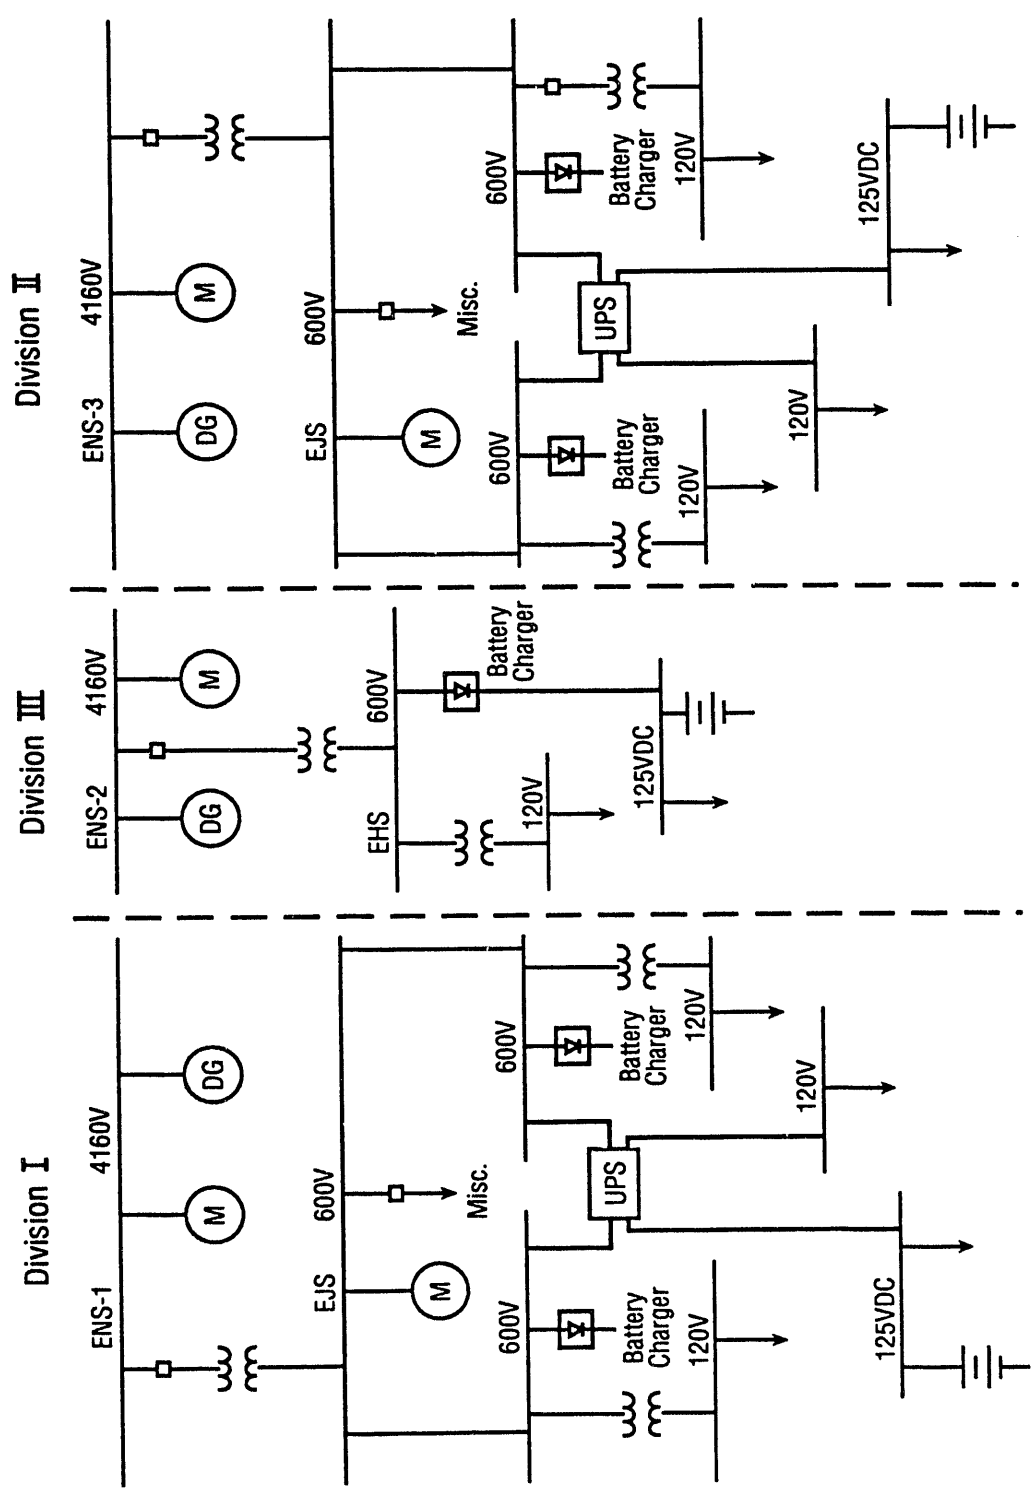 Division I
ENS-1
4160V
M
DG
EJS
600V
M
Misc.
600V
600V
Battery
Charger
UPS
Battery
Charger
120V
120V
120V
125VDC
Division III
ENS-2
4160V
DG
M
EHS
600V
Battery
Charger
120V
125VDC
Division II
ENS-3
4160V
DG
M
EJS
600V
M
Misc.
600V
600V
Battery
Charger
UPS
Battery
Charger
120V
120V
120V
125VDC